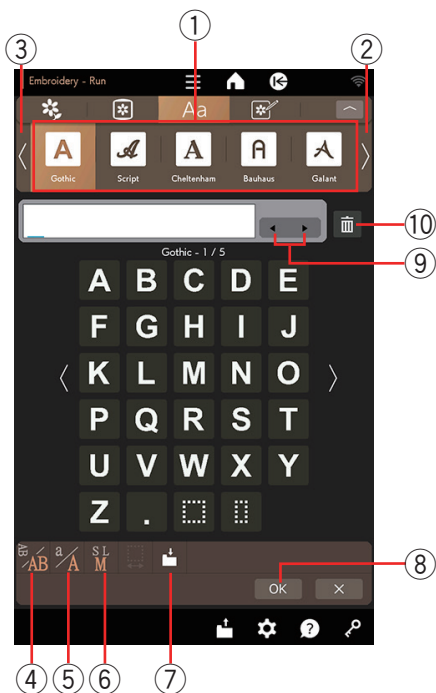 1
3
2
Embroidery - Run
Aa
A A A A A
Gothic Script Cheltenham Bauhaus Galant
10
9
Gothic - 1 / 5
A B C D E
F G H I J
K L M N O
P Q R S T
U V W X Y
Z .
AB/AB a/A S L M
8
OK ×
?
4 5 6 7